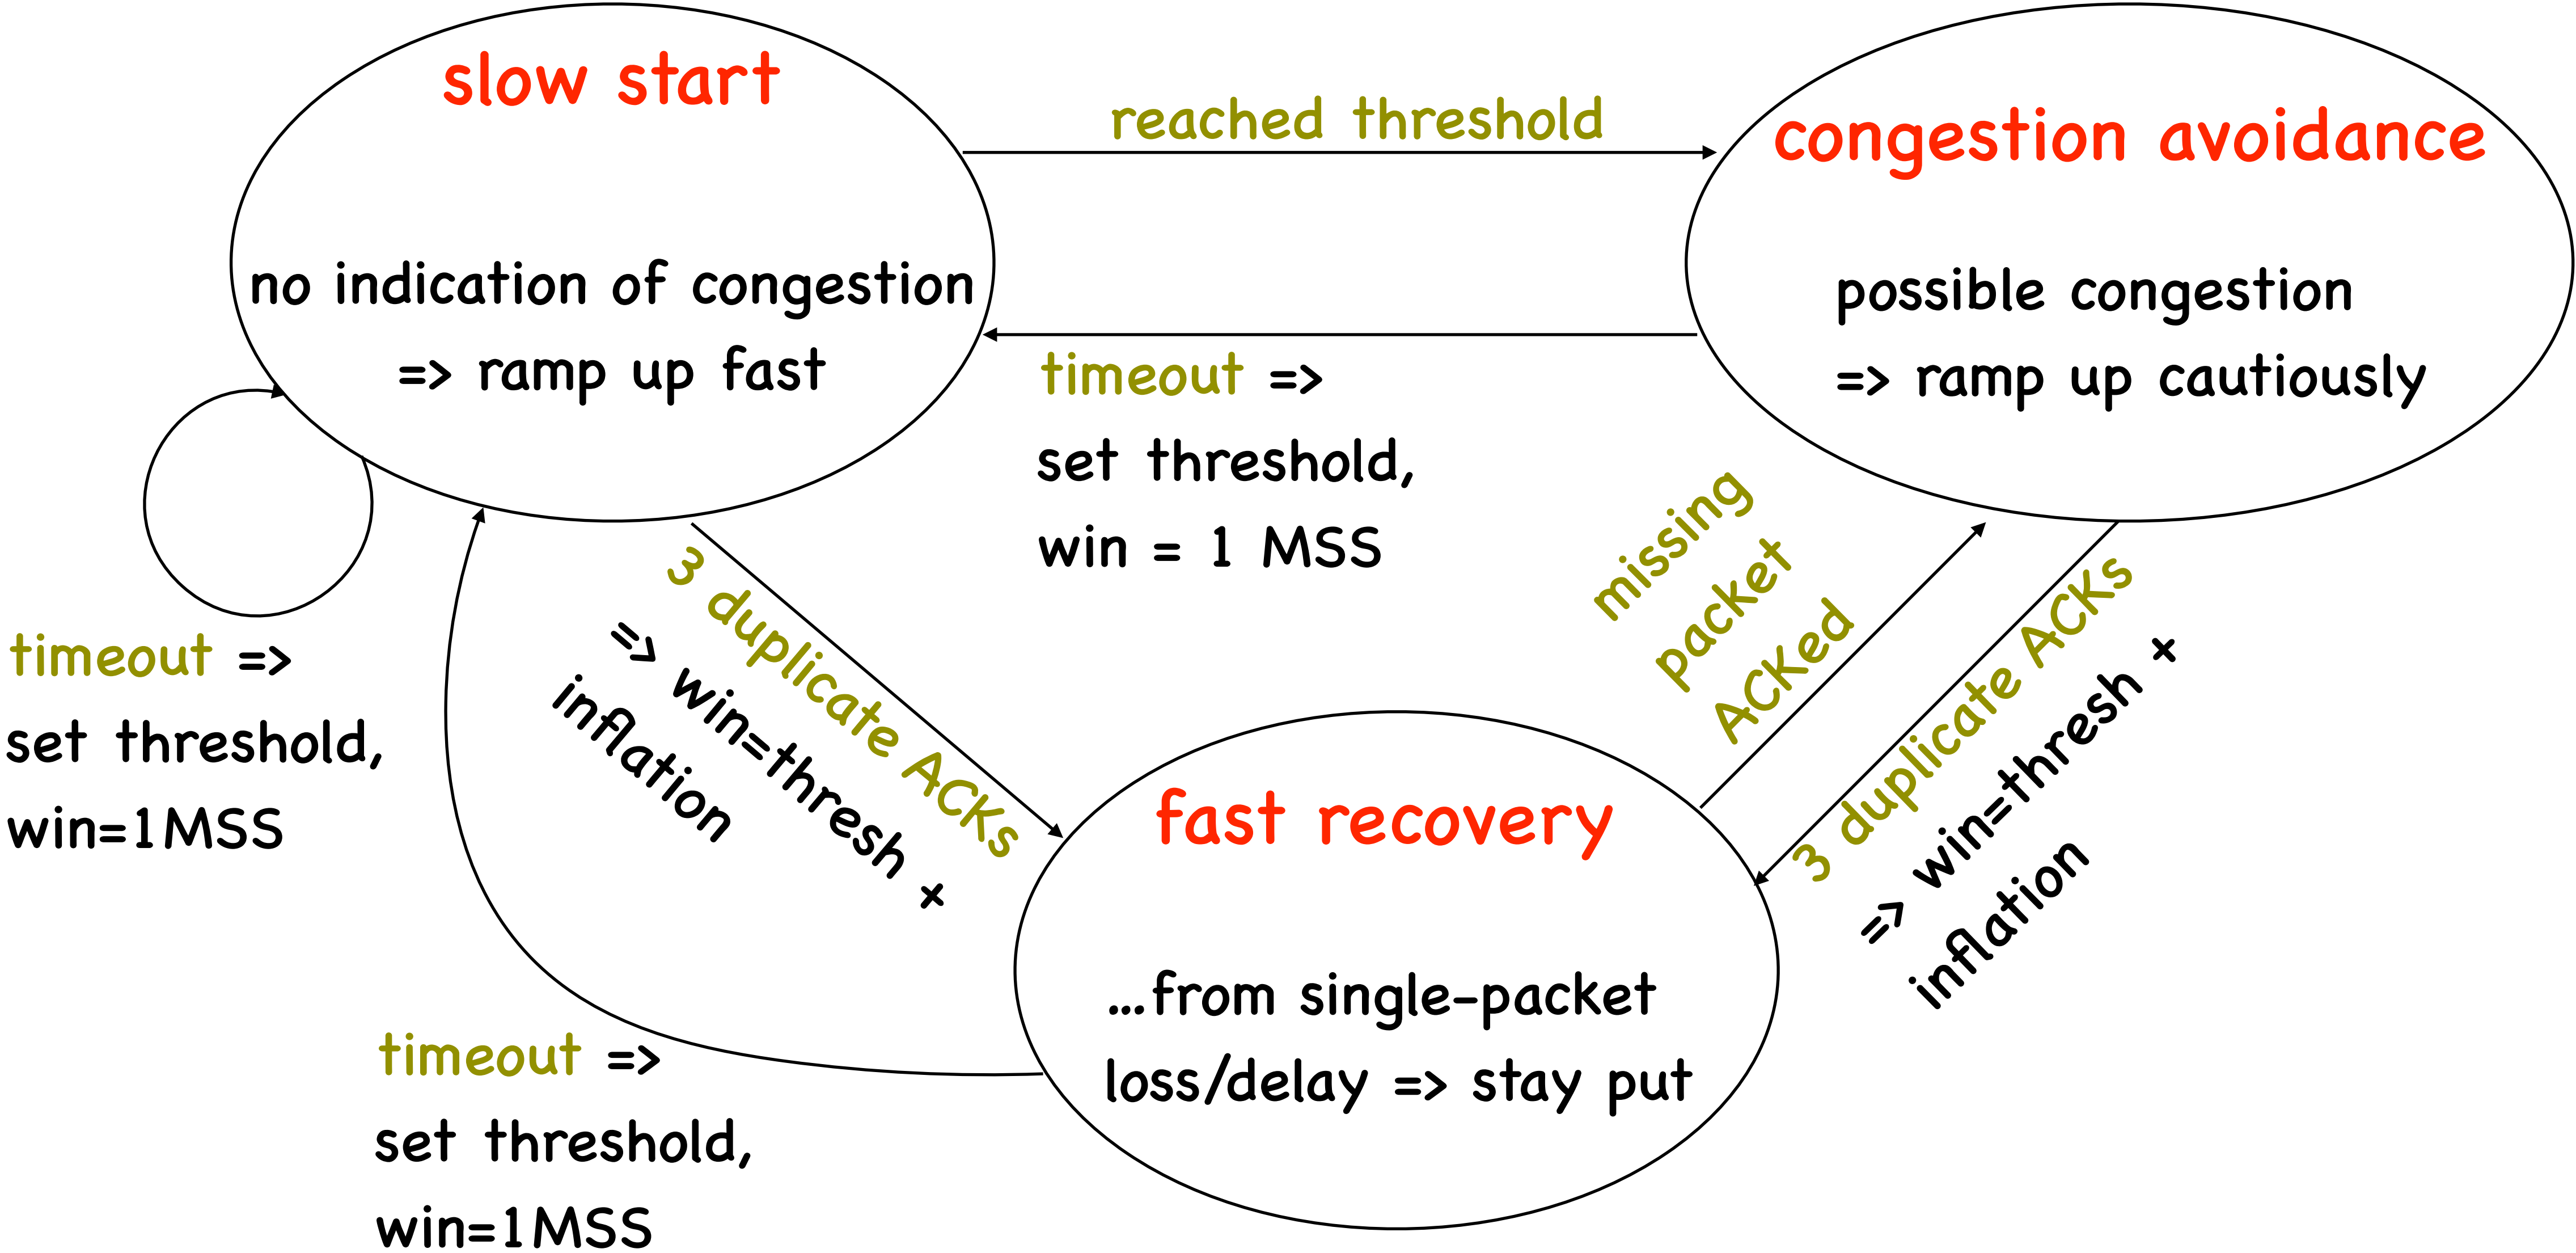 slow start
no indication of congestion
=> ramp up fast
reached threshold
congestion avoidance
possible congestion
=> ramp up cautiously
timeout =>
set threshold,
win = 1 MSS
timeout =>
set threshold,
win=1MSS
3 duplicate ACKs
=> win=thresh +
inflation
missing
packet
ACKed
3 duplicate ACKs
=> win=thresh +
inflation
fast recovery
...from single-packet
loss/delay => stay put
timeout =>
set threshold,
win=1MSS